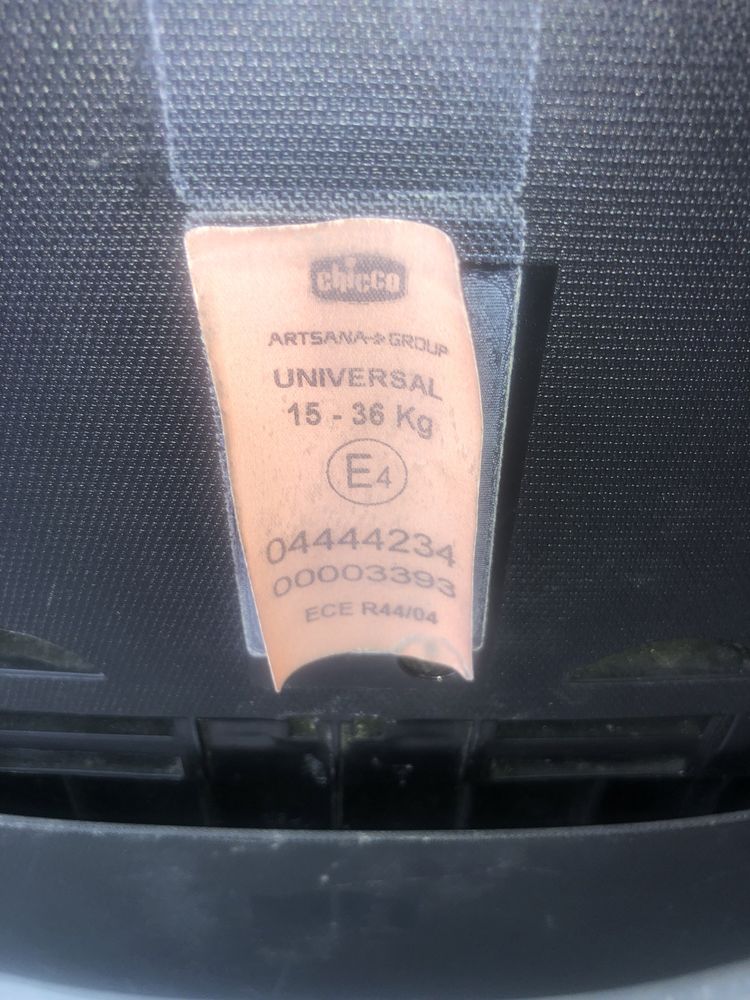 chicco
ARTSANA GROUP
UNIVERSAL
15 - 36 Kg
E4
04444234
00003393
ECE R44/04